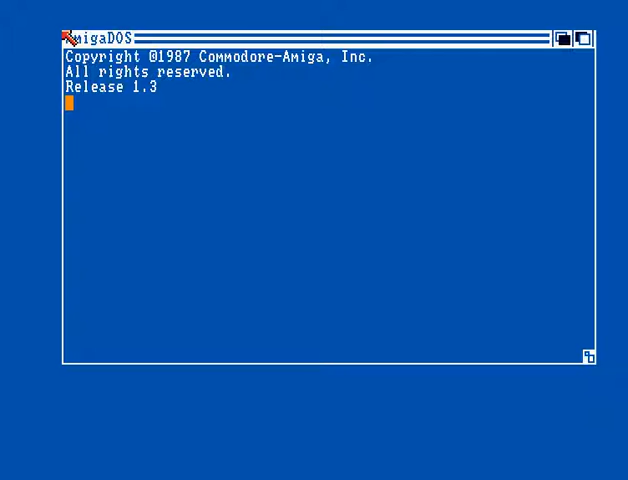 AmigaDOS
Copyright ©1987 Commodore-Amiga, Inc.
All rights reserved.
Release 1.3